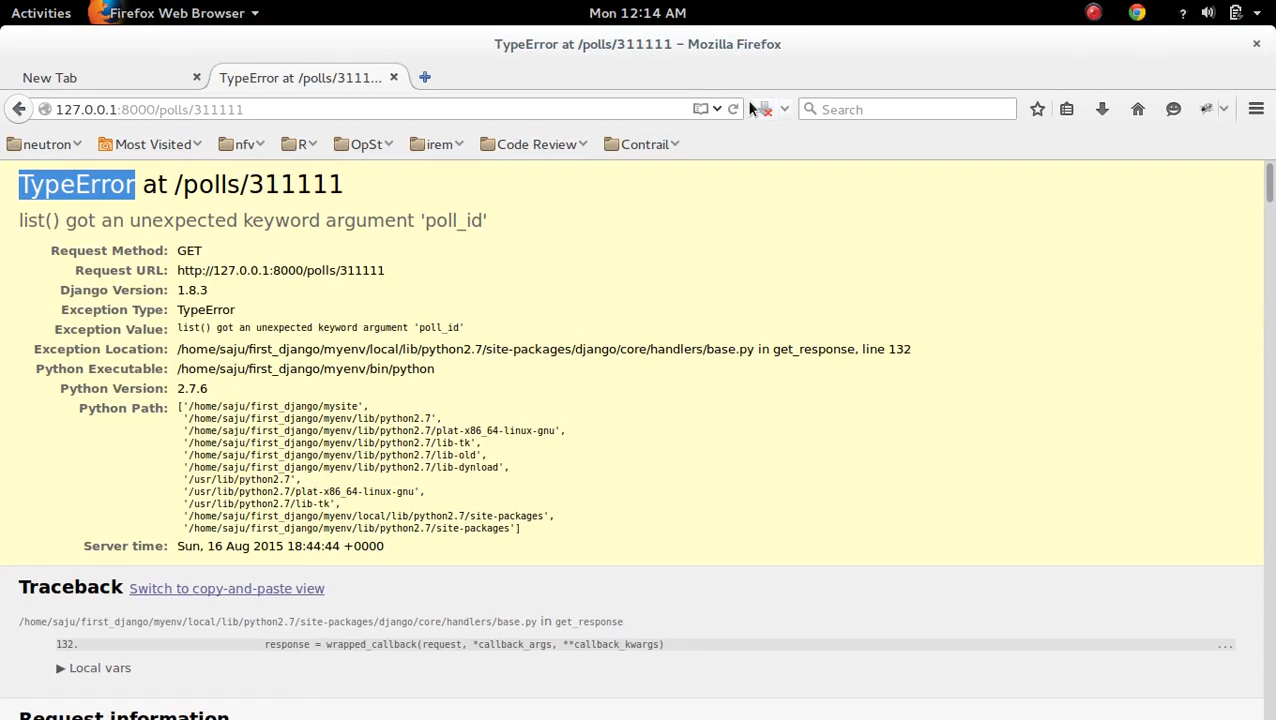 Activities Firefox Web Browser Mon 12:14 AM ?
TypeError at /polls/311111 - Mozilla Firefox
New Tab TypeError at /polls/3111...
127.0.0.1:8000/polls/311111 Search
neutron Most Visited nfv R OpSt irem Code Review Contrail
TypeError at /polls/311111
list() got an unexpected keyword argument 'poll_id'
Request Method: GET
Request URL: http://127.0.0.1:8000/polls/311111
Django Version: 1.8.3
Exception Type: TypeError
Exception Value: list() got an unexpected keyword argument 'poll_id'
Exception Location: /home/saju/first_django/myenv/local/lib/python2.7/site-packages/django/core/handlers/base.py in get_response, line 132
Python Executable: /home/saju/first_django/myenv/bin/python
Python Version: 2.7.6
Python Path: ['/home/saju/first_django/mysite',
'/home/saju/first_django/myenv/lib/python2.7',
'/home/saju/first_django/myenv/lib/python2.7/plat-x86_64-linux-gnu',
'/home/saju/first_django/myenv/lib/python2.7/lib-tk',
'/home/saju/first_django/myenv/lib/python2.7/lib-old',
'/home/saju/first_django/myenv/lib/python2.7/lib-dynload',
'/usr/lib/python2.7',
'/usr/lib/python2.7/plat-x86_64-linux-gnu',
'/usr/lib/python2.7/lib-tk',
'/home/saju/first_django/myenv/local/lib/python2.7/site-packages',
'/home/saju/first_django/myenv/lib/python2.7/site-packages']
Server time: Sun, 16 Aug 2015 18:44:44 +0000
Traceback Switch to copy-and-paste view
/home/saju/first_django/myenv/local/lib/python2.7/site-packages/django/core/handlers/base.py in get_response
132. response = wrapped_callback(request, *callback_args, **callback_kwargs) ...
▶ Local vars
Request information